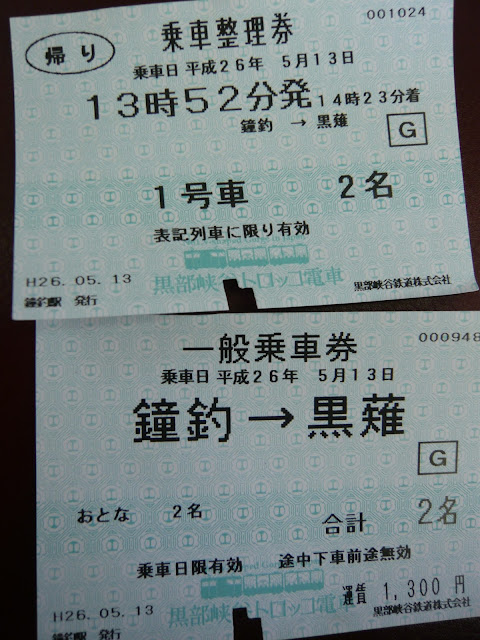 001024
帰り
乗車整理券
乗車日 平成26年 5月13日
13時52分発 14時23分着
鐘釣 → 黒薙
G
1号車 2名
表記列車に限り有効
H26.05.13
黒部峡谷トロッコ電車
鐘釣駅 発行
黒部峡谷鉄道株式会社
一般乗車券
000948
乗車日 平成26年 5月13日
鐘釣→黒薙
G
おとな 2名
合計 2名
乗車日限有効 途中下車前途無効
運賃 1,300円
H26.05.13
黒部峡谷トロッコ電車
鐘釣駅 発行
黒部峡谷鉄道株式会社